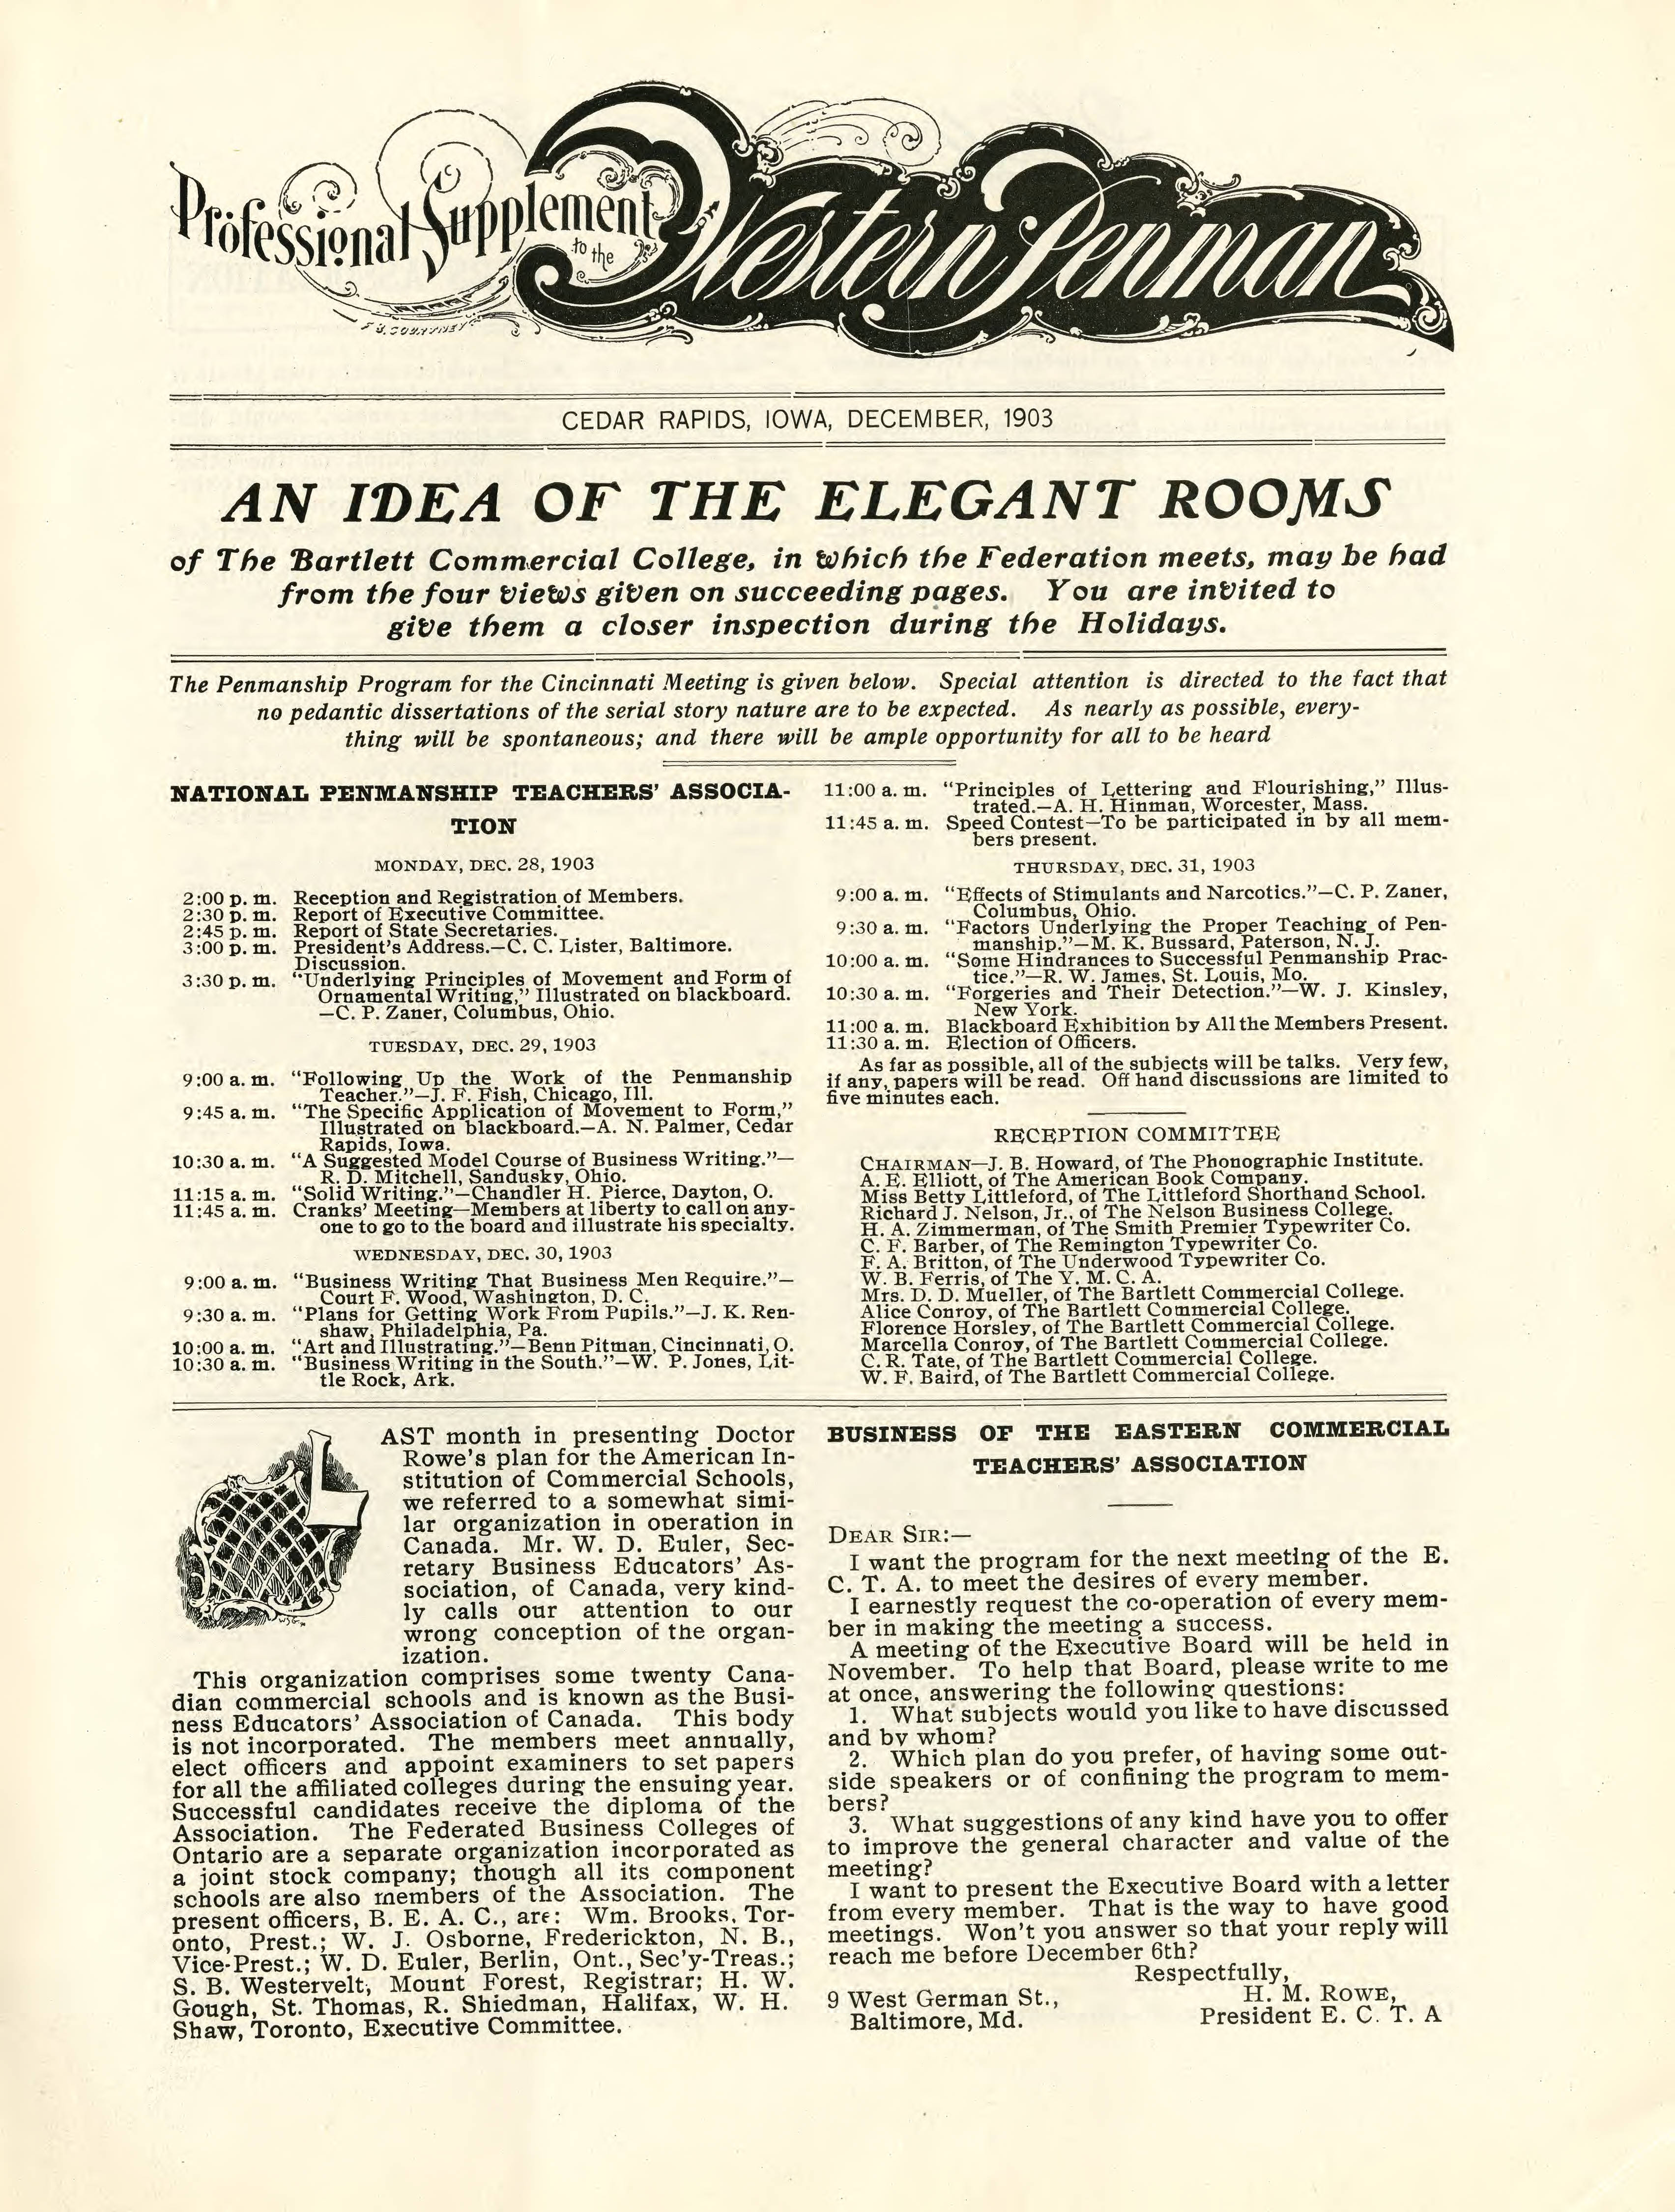 Professional Supplement
to the
Western Penman
F. B. COURTNEY
CEDAR RAPIDS, IOWA, DECEMBER, 1903
AN IDEA OF THE ELEGANT ROOMS
of The Bartlett Commercial College, in which the Federation meets, may be had
from the four views given on succeeding pages. You are invited to
give them a closer inspection during the Holidays.
The Penmanship Program for the Cincinnati Meeting is given below. Special attention is directed to the fact that
no pedantic dissertations of the serial story nature are to be expected. As nearly as possible, every-
thing will be spontaneous; and there will be ample opportunity for all to be heard
NATIONAL PENMANSHIP TEACHERS' ASSOCIA-
TION
MONDAY, DEC. 28, 1903
2:00 p. m. Reception and Registration of Members.
2:30 p. m. Report of Executive Committee.
2:45 p. m. Report of State Secretaries.
3:00 p. m. President's Address.—C. C. Lister, Baltimore.
Discussion.
3:30 p. m. "Underlying Principles of Movement and Form of
Ornamental Writing," Illustrated on blackboard.
—C. P. Zaner, Columbus, Ohio.
TUESDAY, DEC. 29, 1903
9:00 a. m. "Following Up the Work of the Penmanship
Teacher."—J. F. Fish, Chicago, Ill.
9:45 a. m. "The Specific Application of Movement to Form,"
Illustrated on blackboard.—A. N. Palmer, Cedar
Rapids, Iowa.
10:30 a. m. "A Suggested Model Course of Business Writing."—
R. D. Mitchell, Sandusky, Ohio.
11:15 a. m. "Solid Writing."—Chandler H. Pierce, Dayton, O.
11:45 a. m. Cranks' Meeting—Members at liberty to call on any-
one to go to the board and illustrate his specialty.
WEDNESDAY, DEC. 30, 1903
9:00 a. m. "Business Writing That Business Men Require."—
Court F. Wood, Washington, D. C.
9:30 a. m. "Plans for Getting Work From Pupils."—J. K. Ren-
shaw, Philadelphia, Pa.
10:00 a. m. "Art and Illustrating."—Benn Pitman, Cincinnati, O.
10:30 a. m. "Business Writing in the South."—W. P. Jones, Lit-
tle Rock, Ark.
11:00 a. m. "Principles of Lettering and Flourishing," Illus-
trated.—A. H. Hinman, Worcester, Mass.
11:45 a. m. Speed Contest—To be participated in by all mem-
bers present.
THURSDAY, DEC. 31, 1903
9:00 a. m. "Effects of Stimulants and Narcotics."—C. P. Zaner,
Columbus, Ohio.
9:30 a. m. "Factors Underlying the Proper Teaching of Pen-
manship."—M. K. Bussard, Paterson, N. J.
10:00 a. m. "Some Hindrances to Successful Penmanship Prac-
tice."—R. W. James, St. Louis, Mo.
10:30 a. m. "Forgeries and Their Detection."—W. J. Kinsley,
New York.
11:00 a. m. Blackboard Exhibition by All the Members Present.
11:30 a. m. Election of Officers.
As far as possible, all of the subjects will be talks. Very few,
if any, papers will be read. Off hand discussions are limited to
five minutes each.
RECEPTION COMMITTEE
CHAIRMAN—J. B. Howard, of The Phonographic Institute.
A. E. Elliott, of The American Book Company.
Miss Betty Littleford, of The Littleford Shorthand School.
Richard J. Nelson, Jr., of The Nelson Business College.
H. A. Zimmerman, of The Smith Premier Typewriter Co.
C. F. Barber, of The Remington Typewriter Co.
F. A. Britton, of The Underwood Typewriter Co.
W. B. Ferris, of The Y. M. C. A.
Mrs. D. D. Mueller, of The Bartlett Commercial College.
Alice Conroy, of The Bartlett Commercial College.
Florence Horsley, of The Bartlett Commercial College.
Marcella Conroy, of The Bartlett Commercial College.
C. R. Tate, of The Bartlett Commercial College.
W. F. Baird, of The Bartlett Commercial College.
LAST month in presenting Doctor
Rowe's plan for the American In-
stitution of Commercial Schools,
we referred to a somewhat simi-
lar organization in operation in
Canada. Mr. W. D. Euler, Sec-
retary Business Educators' As-
sociation, of Canada, very kind-
ly calls our attention to our
wrong conception of the organ-
ization.
This organization comprises some twenty Cana-
dian commercial schools and is known as the Busi-
ness Educators' Association of Canada. This body
is not incorporated. The members meet annually,
elect officers and appoint examiners to set papers
for all the affiliated colleges during the ensuing year.
Successful candidates receive the diploma of the
Association. The Federated Business Colleges of
Ontario are a separate organization incorporated as
a joint stock company; though all its component
schools are also members of the Association. The
present officers, B. E. A. C., are: Wm. Brooks, Tor-
onto, Prest.; W. J. Osborne, Frederickton, N. B.,
Vice-Prest.; W. D. Euler, Berlin, Ont., Sec'y-Treas.;
S. B. Westervelt, Mount Forest, Registrar; H. W.
Gough, St. Thomas, R. Shiedman, Halifax, W. H.
Shaw, Toronto, Executive Committee.
BUSINESS OF THE EASTERN COMMERCIAL
TEACHERS' ASSOCIATION
DEAR SIR:—
I want the program for the next meeting of the E.
C. T. A. to meet the desires of every member.
I earnestly request the co-operation of every mem-
ber in making the meeting a success.
A meeting of the Executive Board will be held in
November. To help that Board, please write to me
at once, answering the following questions:
1. What subjects would you like to have discussed
and by whom?
2. Which plan do you prefer, of having some out-
side speakers or of confining the program to mem-
bers?
3. What suggestions of any kind have you to offer
to improve the general character and value of the
meeting?
I want to present the Executive Board with a letter
from every member. That is the way to have good
meetings. Won't you answer so that your reply will
reach me before December 6th?
Respectfully,
H. M. ROWE,
President E. C. T. A
9 West German St.,
Baltimore, Md.